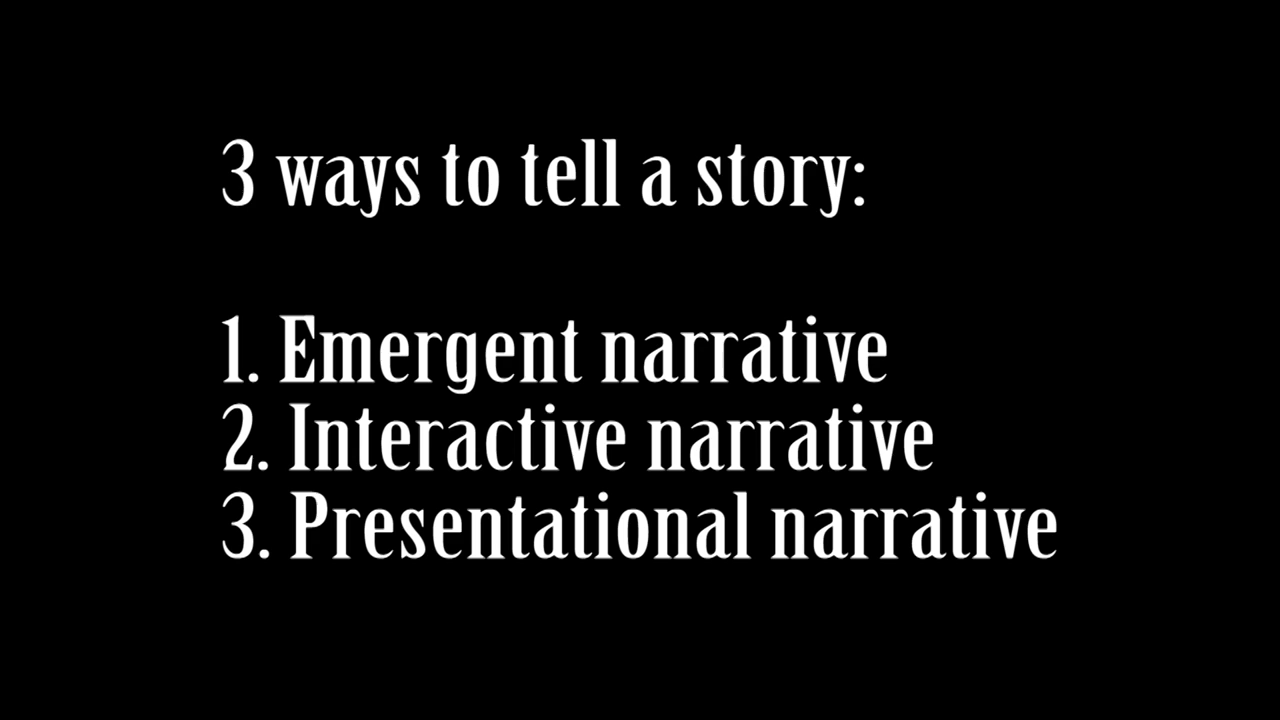 3 ways to tell a story:
1. Emergent narrative
2. Interactive narrative
3. Presentational narrative